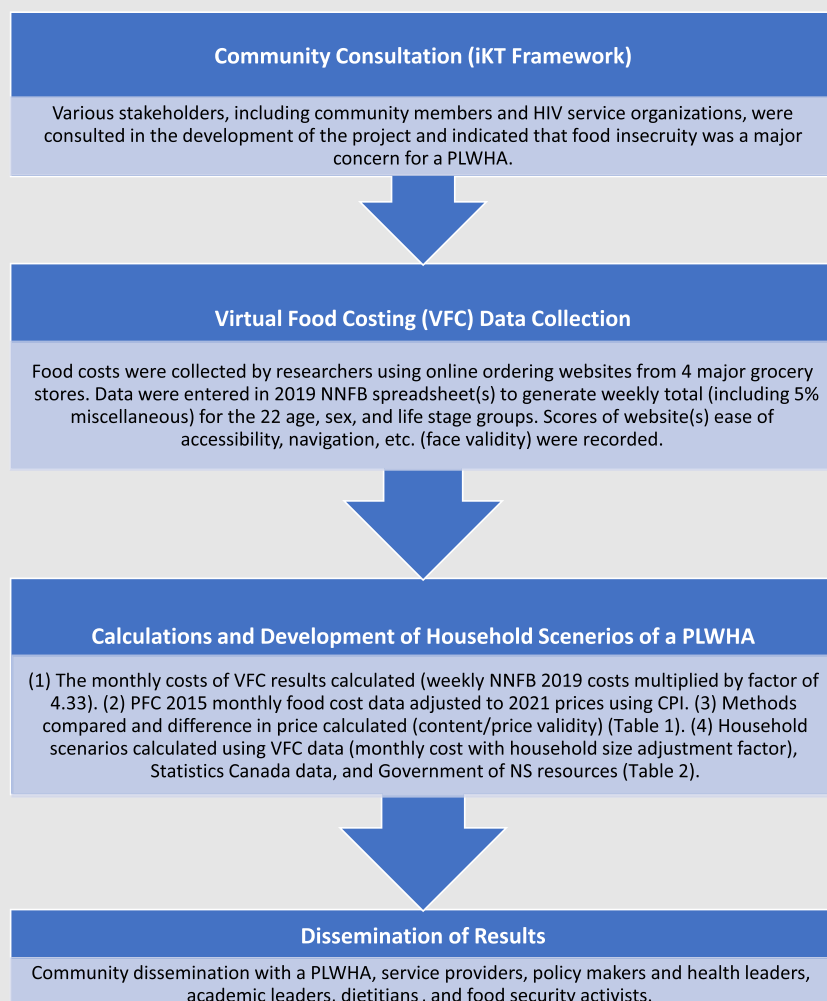 Community Consultation (iKT Framework)
Various stakeholders, including community members and HIV service organizations, were
consulted in the development of the project and indicated that food insecruity was a major
concern for a PLWHA.
Virtual Food Costing (VFC) Data Collection
Food costs were collected by researchers using online ordering websites from 4 major grocery
stores. Data were entered in 2019 NNFB spreadsheet(s) to generate weekly total (including 5%
miscellaneous) for the 22 age, sex, and life stage groups. Scores of website(s) ease of
accessibility, navigation, etc. (face validity) were recorded.
Calculations and Development of Household Scenerios of a PLWHA
(1) The monthly costs of VFC results calculated (weekly NNFB 2019 costs multiplied by factor of
4.33). (2) PFC 2015 monthly food cost data adjusted to 2021 prices using CPI. (3) Methods
compared and difference in price calculated (content/price validity) (Table 1). (4) Household
scenarios calculated using VFC data (monthly cost with household size adjustment factor),
Statistics Canada data, and Government of NS resources (Table 2).
Dissemination of Results
Community dissemination with a PLWHA, service providers, policy makers and health leaders,
academic leaders, dietitians, and food security activists.